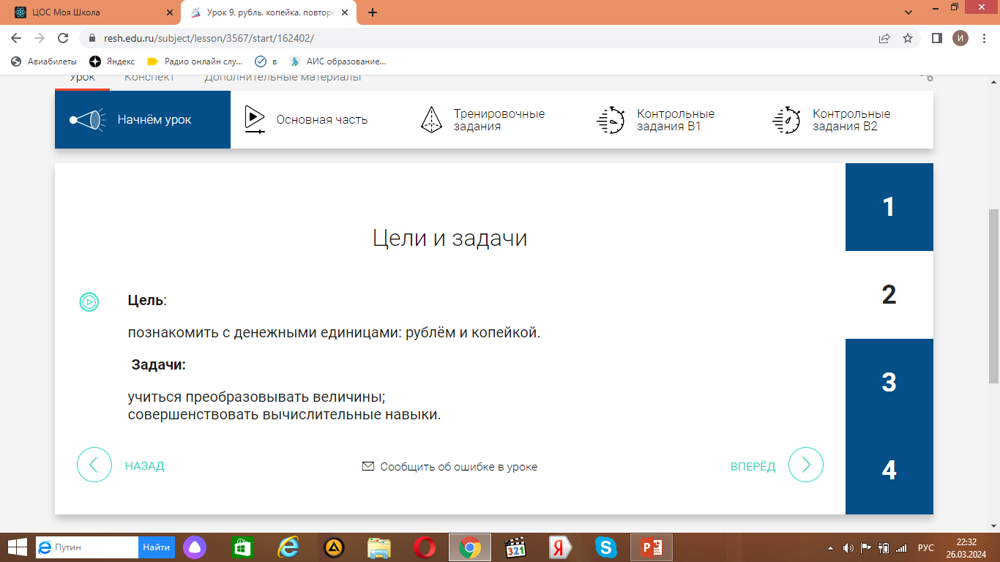 ЦОС Моя Школа
Урок 9. рубль. копейка. повторе
resh.edu.ru/subject/lesson/3567/start/162402/
И
Авиабилеты
Яндекс
Радио онлайн слу...
в
АИС образование...
Урок
Конспект
Дополнительные материалы
Начнём урок
Основная часть
Тренировочные
задания
Контрольные
задания В1
Контрольные
задания В2
1
2
3
4
Цели и задачи
Цель:
познакомить с денежными единицами: рублём и копейкой.
Задачи:
учиться преобразовывать величины;
совершенствовать вычислительные навыки.
НАЗАД
Сообщить об ошибке в уроке
ВПЕРЁД
Путин
Найти
321
Я
РУС
22:32
26.03.2024